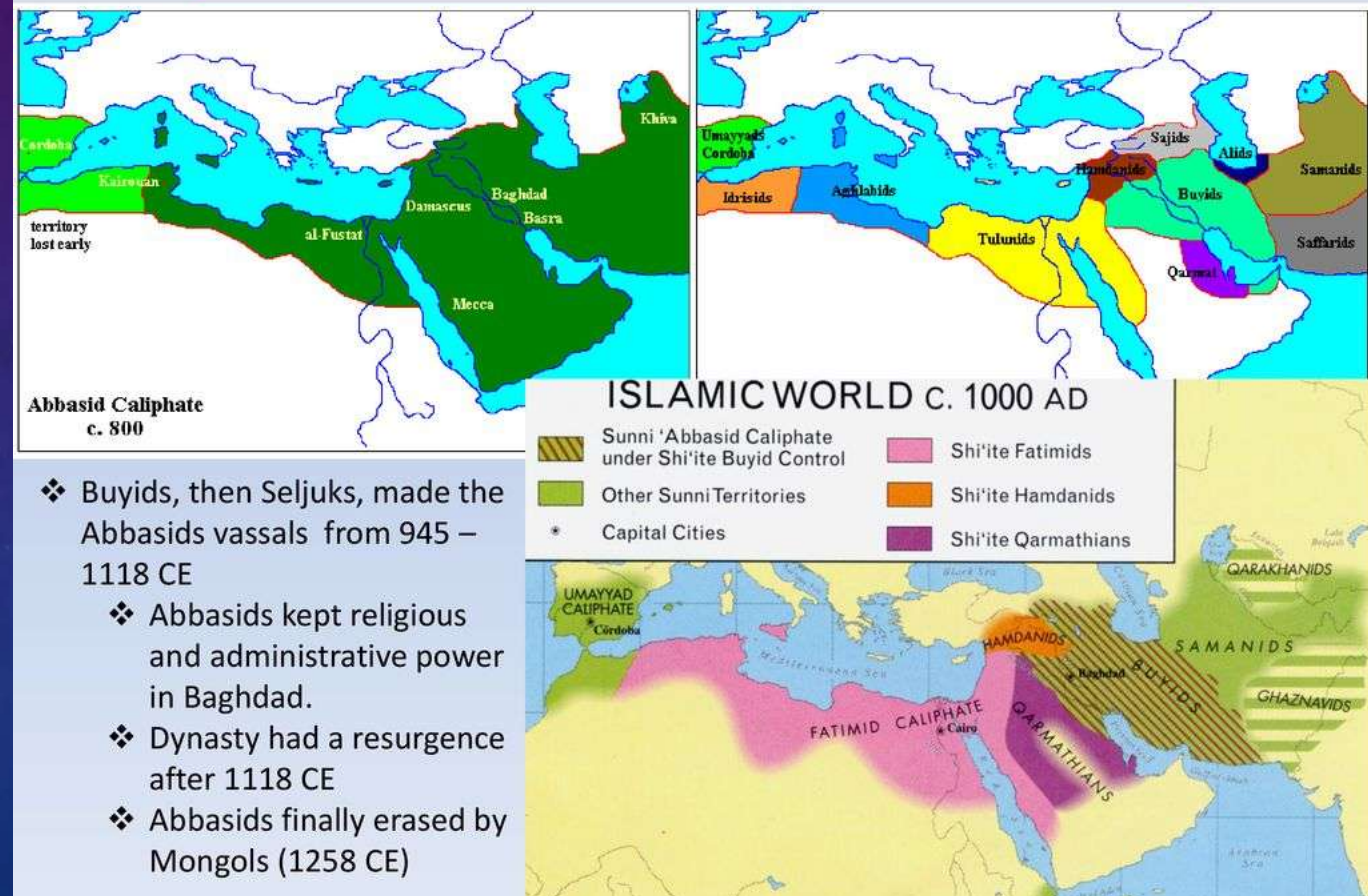 Cordoba
Kairouan
territory
lost early
Khiva
Baghdad
Damascus
Basra
al-Fustat
Mecca
Abbasid Caliphate
c. 800
Umayyads
Cordoba
Idrisids
Aghlabids
Tulunids
Hamdanids
Sajids
Alids
Buyids
Samanids
Saffarids
Qarmat
ISLAMIC WORLD C. 1000 AD
Sunni ‘Abbasid Caliphate
under Shi‘ite Buyid Control
Other Sunni Territories
Capital Cities
Shi‘ite Fatimids
Shi‘ite Hamdanids
Shi‘ite Qarmathians
UMAYYAD
CALIPHATE
Córdoba
Black Sea
Mediterranean Sea
HAMDANIDS
Baghdad
BUYIDS
QARAKHANIDS
SAMANIDS
GHAZNAVIDS
FATIMID CALIPHATE
Cairo
QARMATHIANS
Arabian
Sea
❖ Buyids, then Seljuks, made the
Abbasids vassals from 945 –
1118 CE
❖ Abbasids kept religious
and administrative power
in Baghdad.
❖ Dynasty had a resurgence
after 1118 CE
❖ Abbasids finally erased by
Mongols (1258 CE)